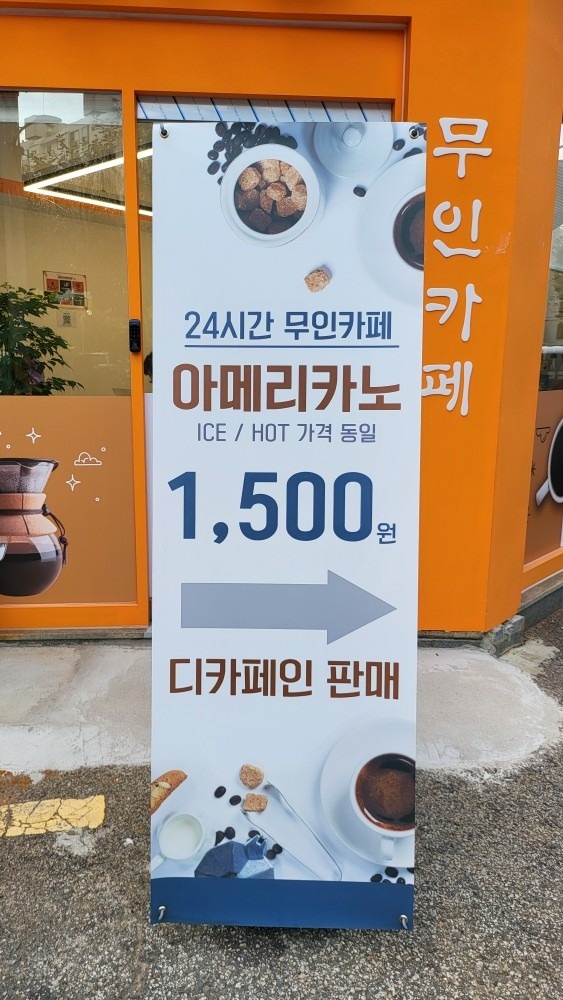 24시간 무인카페
아메리카노
ICE / HOT 가격 동일
1,500원
디카페인 판매
무인카페